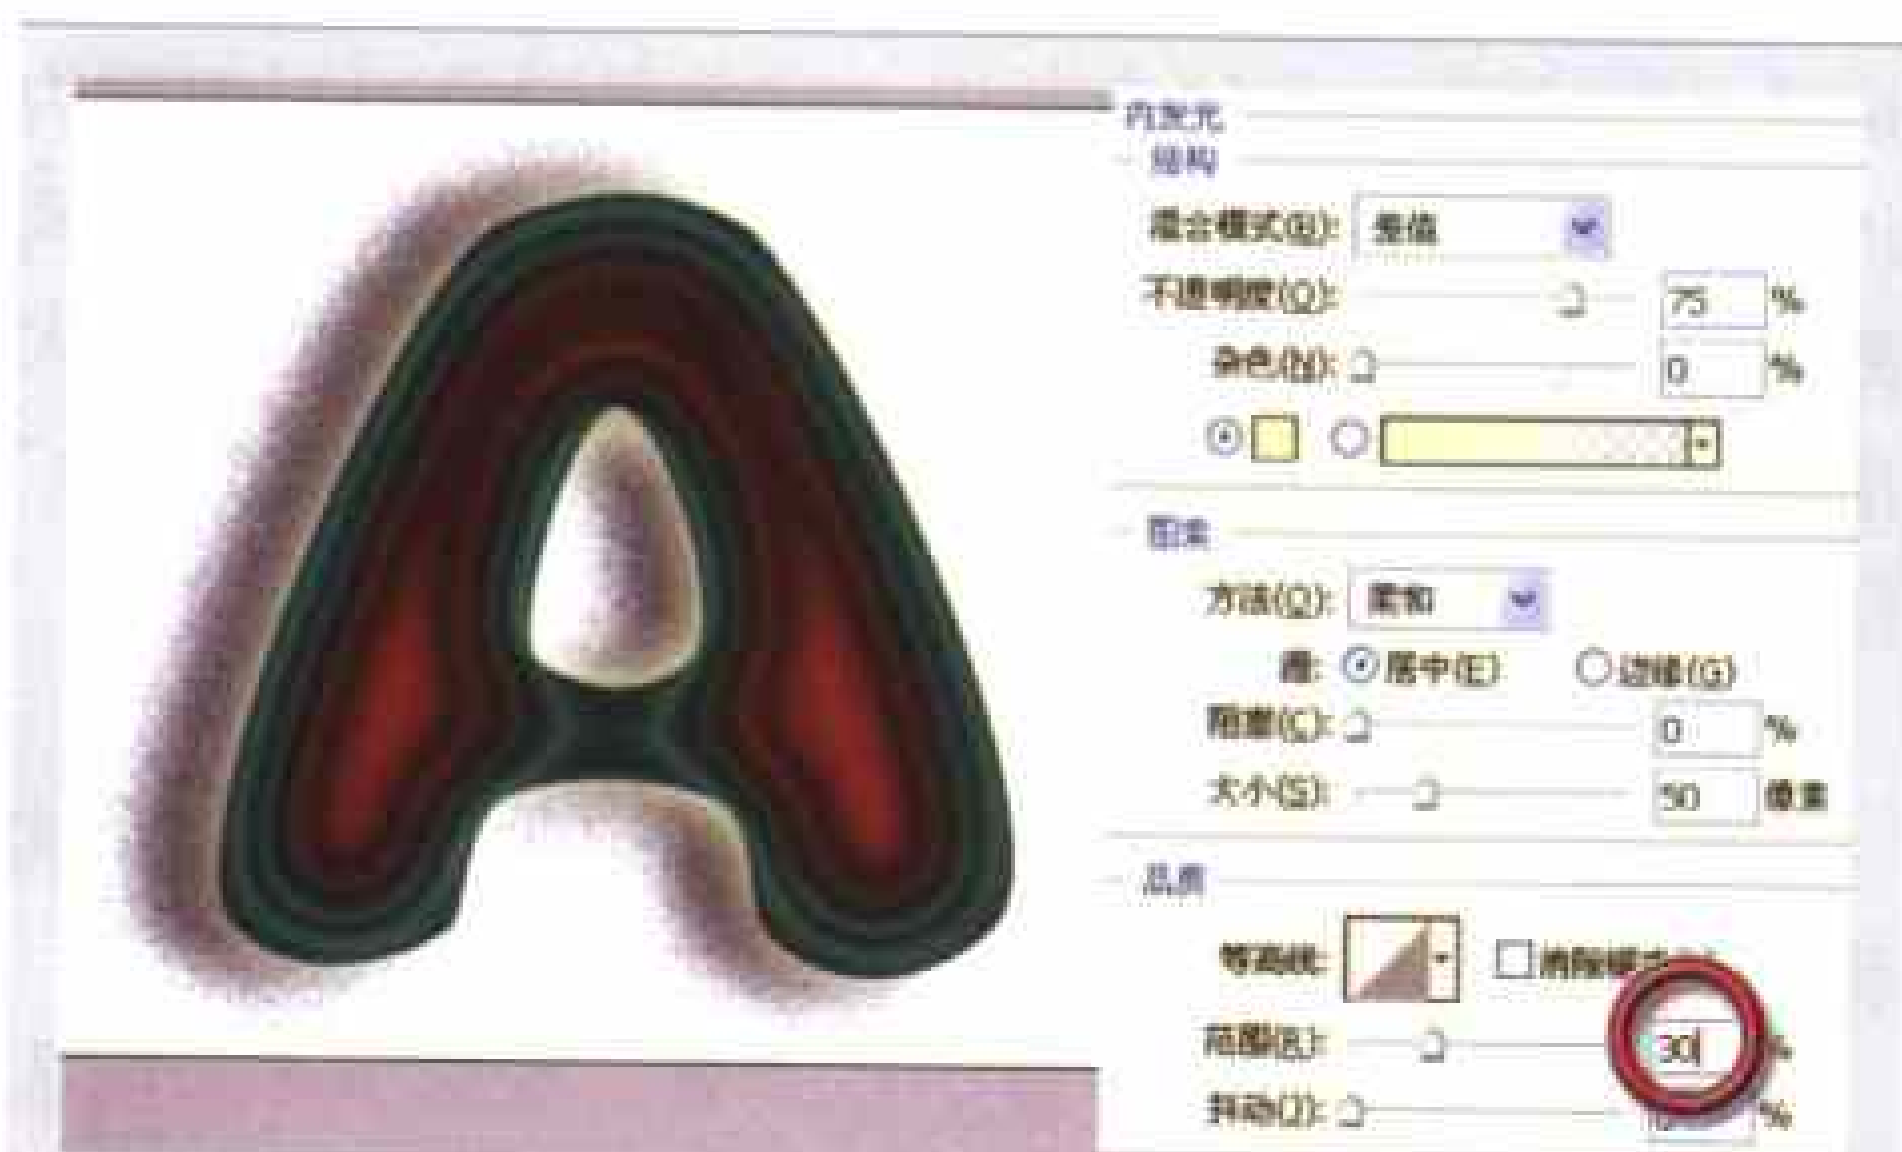 内发光
结构
混合模式(B): 差值
不透明度(O): 75 %
杂色(N): 0 %
图素
方法(Q): 柔和
源: 居中(E) 边缘(G)
阻塞(C): 0 %
大小(S): 50 像素
品质
等高线: 消除锯齿
范围(R): 30 %
抖动(J): %